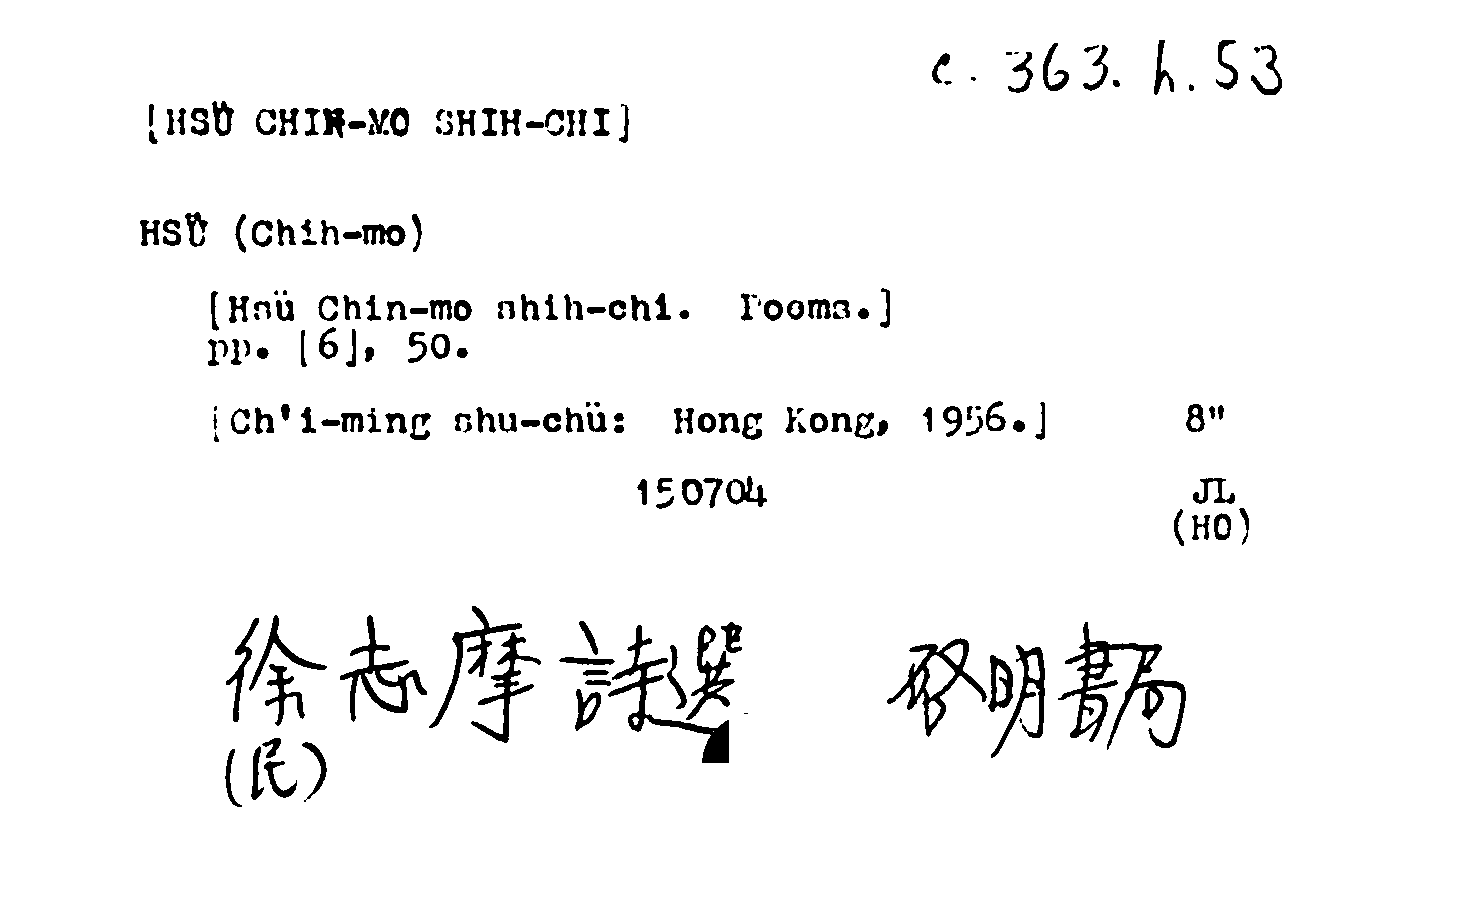 c. 363. h. 53
[HSÜ CHIN-MO SHIH-CHI]
HSÜ (Chih-mo)
[Hsü Chin-mo shih-chi. Poems.]
pp. [6], 50.
[Ch'i-ming shu-chü: Hong Kong, 1956.] 8"
150704 JL
(HO)
徐志摩詩選 啓明書局
(民)